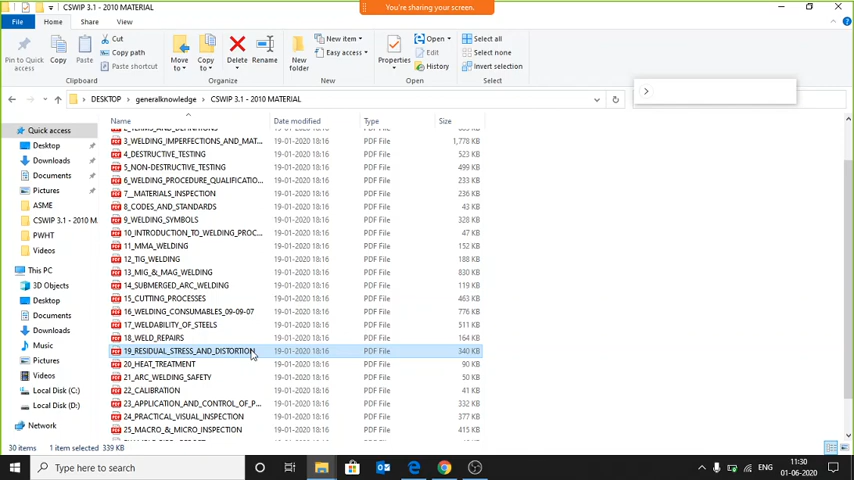 CSWIP 3.1 - 2010 MATERIAL
You're sharing your screen.
File Home Share View
Pin to Quick access
Copy
Paste
Cut
Copy path
Paste shortcut
Clipboard
Move to
Copy to
Delete
Rename
Organize
New folder
New item
Easy access
New
Properties
Open
Edit
History
Open
Select all
Select none
Invert selection
Select
DESKTOP > generalknowledge > CSWIP 3.1 - 2010 MATERIAL
Name Date modified Type Size
Quick access
Desktop
Downloads
Documents
Pictures
ASME
CSWIP 3.1 - 2010 M
PWHT
Videos
This PC
3D Objects
Desktop
Documents
Downloads
Music
Pictures
Videos
Local Disk (C:)
Local Disk (D:)
Network
2_TERMS_AND_DEFINITIONS 19-01-2020 18:16 PDF File
3_WELDING_IMPERFECTIONS_AND_MAT... 19-01-2020 18:16 PDF File 1,778 KB
4_DESTRUCTIVE_TESTING 19-01-2020 18:16 PDF File 523 KB
5_NON-DESTRUCTIVE_TESTING 19-01-2020 18:16 PDF File 499 KB
6_WELDING_PROCEDURE_QUALIFICATIO... 19-01-2020 18:16 PDF File 233 KB
7__MATERIALS_INSPECTION 19-01-2020 18:16 PDF File 236 KB
8_CODES_AND_STANDARDS 19-01-2020 18:16 PDF File 43 KB
9_WELDING_SYMBOLS 19-01-2020 18:16 PDF File 328 KB
10_INTRODUCTION_TO_WELDING_PROC... 19-01-2020 18:16 PDF File 47 KB
11_MMA_WELDING 19-01-2020 18:16 PDF File 152 KB
12_TIG_WELDING 19-01-2020 18:16 PDF File 188 KB
13_MIG_&_MAG_WELDING 19-01-2020 18:16 PDF File 830 KB
14_SUBMERGED_ARC_WELDING 19-01-2020 18:16 PDF File 119 KB
15_CUTTING_PROCESSES 19-01-2020 18:16 PDF File 463 KB
16_WELDING_CONSUMABLES_09-09-07 19-01-2020 18:16 PDF File 776 KB
17_WELDABILITY_OF_STEELS 19-01-2020 18:16 PDF File 511 KB
18_WELD_REPAIRS 19-01-2020 18:16 PDF File 164 KB
19_RESIDUAL_STRESS_AND_DISTORTION 19-01-2020 18:16 PDF File 340 KB
20_HEAT_TREATMENT 19-01-2020 18:16 PDF File 90 KB
21_ARC_WELDING_SAFETY 19-01-2020 18:16 PDF File 52 KB
22_CALIBRATION 19-01-2020 18:16 PDF File 41 KB
23_APPLICATION_AND_CONTROL_OF_P... 19-01-2020 18:16 PDF File 332 KB
24_PRACTICAL_VISUAL_INSPECTION 19-01-2020 18:16 PDF File 377 KB
25_MACRO_&_MICRO_INSPECTION 19-01-2020 18:16 PDF File 415 KB
30 items 1 item selected 339 KB
Type here to search
ENG
11:30
01-06-2020